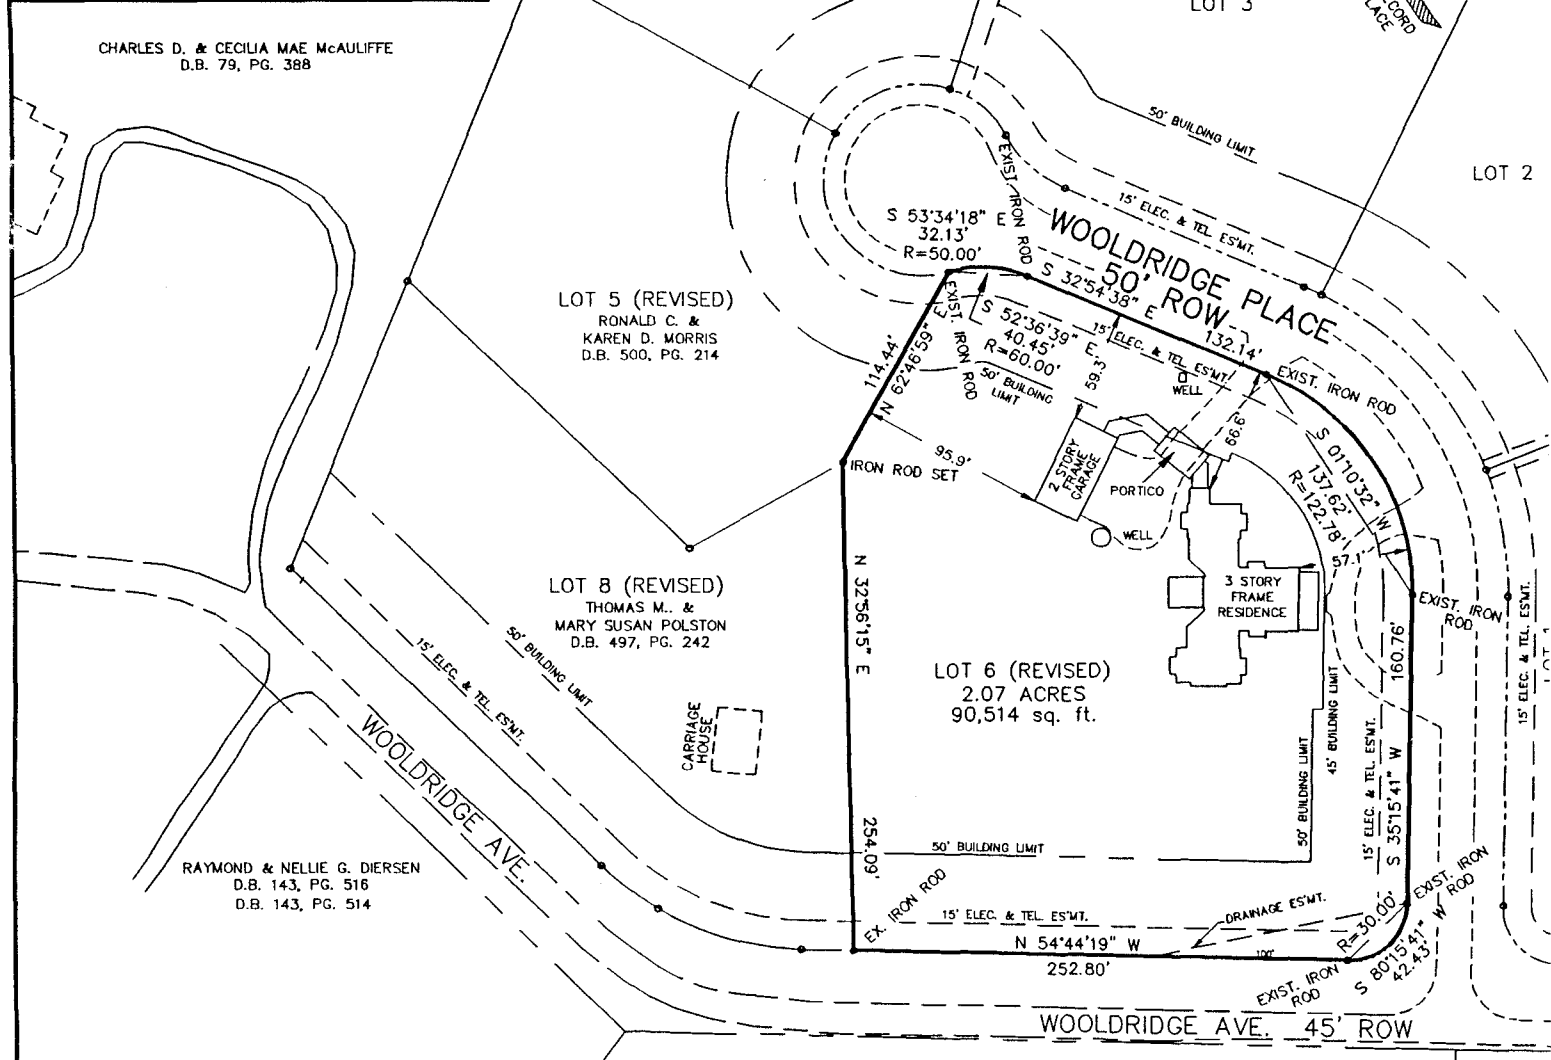 CHARLES D. & CECILIA MAE McAULIFFE
D.B. 79, PG. 388
LOT 3
CORD
LACE
50' BUILDING LIMIT
LOT 2
15' ELEC. & TEL. ES'MT.
WOOLDRIDGE PLACE
50' ROW
EXIST. IRON ROD
S 53°34'18" E
32.13'
R=50.00'
S 32°54'38" E
132.14'
LOT 5 (REVISED)
RONALD C. &
KAREN D. MORRIS
D.B. 500, PG. 214
114.44'
N 62°46'59" E
EXIST. IRON ROD
S 52°36'39" E
40.45'
R=60.00'
50' BUILDING
LIMIT
15' ELEC. & TEL. ES'MT.
59.3'
WELL
66.6'
EXIST. IRON ROD
S 01°10'32" W
137.62'
R=122.78'
57.1'
IRON ROD SET
95.9'
2 STORY
FRAME
GARAGE
PORTICO
WELL
3 STORY
FRAME
RESIDENCE
EXIST. IRON
ROD
LOT 8 (REVISED)
THOMAS M.. &
MARY SUSAN POLSTON
D.B. 497, PG. 242
50' BUILDING LIMIT
15' ELEC. & TEL. ES'MT.
N 32°56'15" E
254.09'
LOT 6 (REVISED)
2.07 ACRES
90,514 sq. ft.
160.76'
S 35°15'41" W
15' ELEC. & TEL. ES'MT.
45' BUILDING LIMIT
50' BUILDING LIMIT
15' ELEC. & TEL. ES'MT.
LOT 1
CARRIAGE
HOUSE
WOOLDRIDGE AVE.
50' BUILDING LIMIT
RAYMOND & NELLIE G. DIERSEN
D.B. 143, PG. 516
D.B. 143, PG. 514
EX. IRON ROD
15' ELEC. & TEL. ES'MT.
DRAINAGE ES'MT.
N 54°44'19" W
252.80'
100'
R=30.00'
EXIST. IRON
ROD
S 80°15'41" W
42.43'
EXIST. IRON
ROD
WOOLDRIDGE AVE. 45' ROW